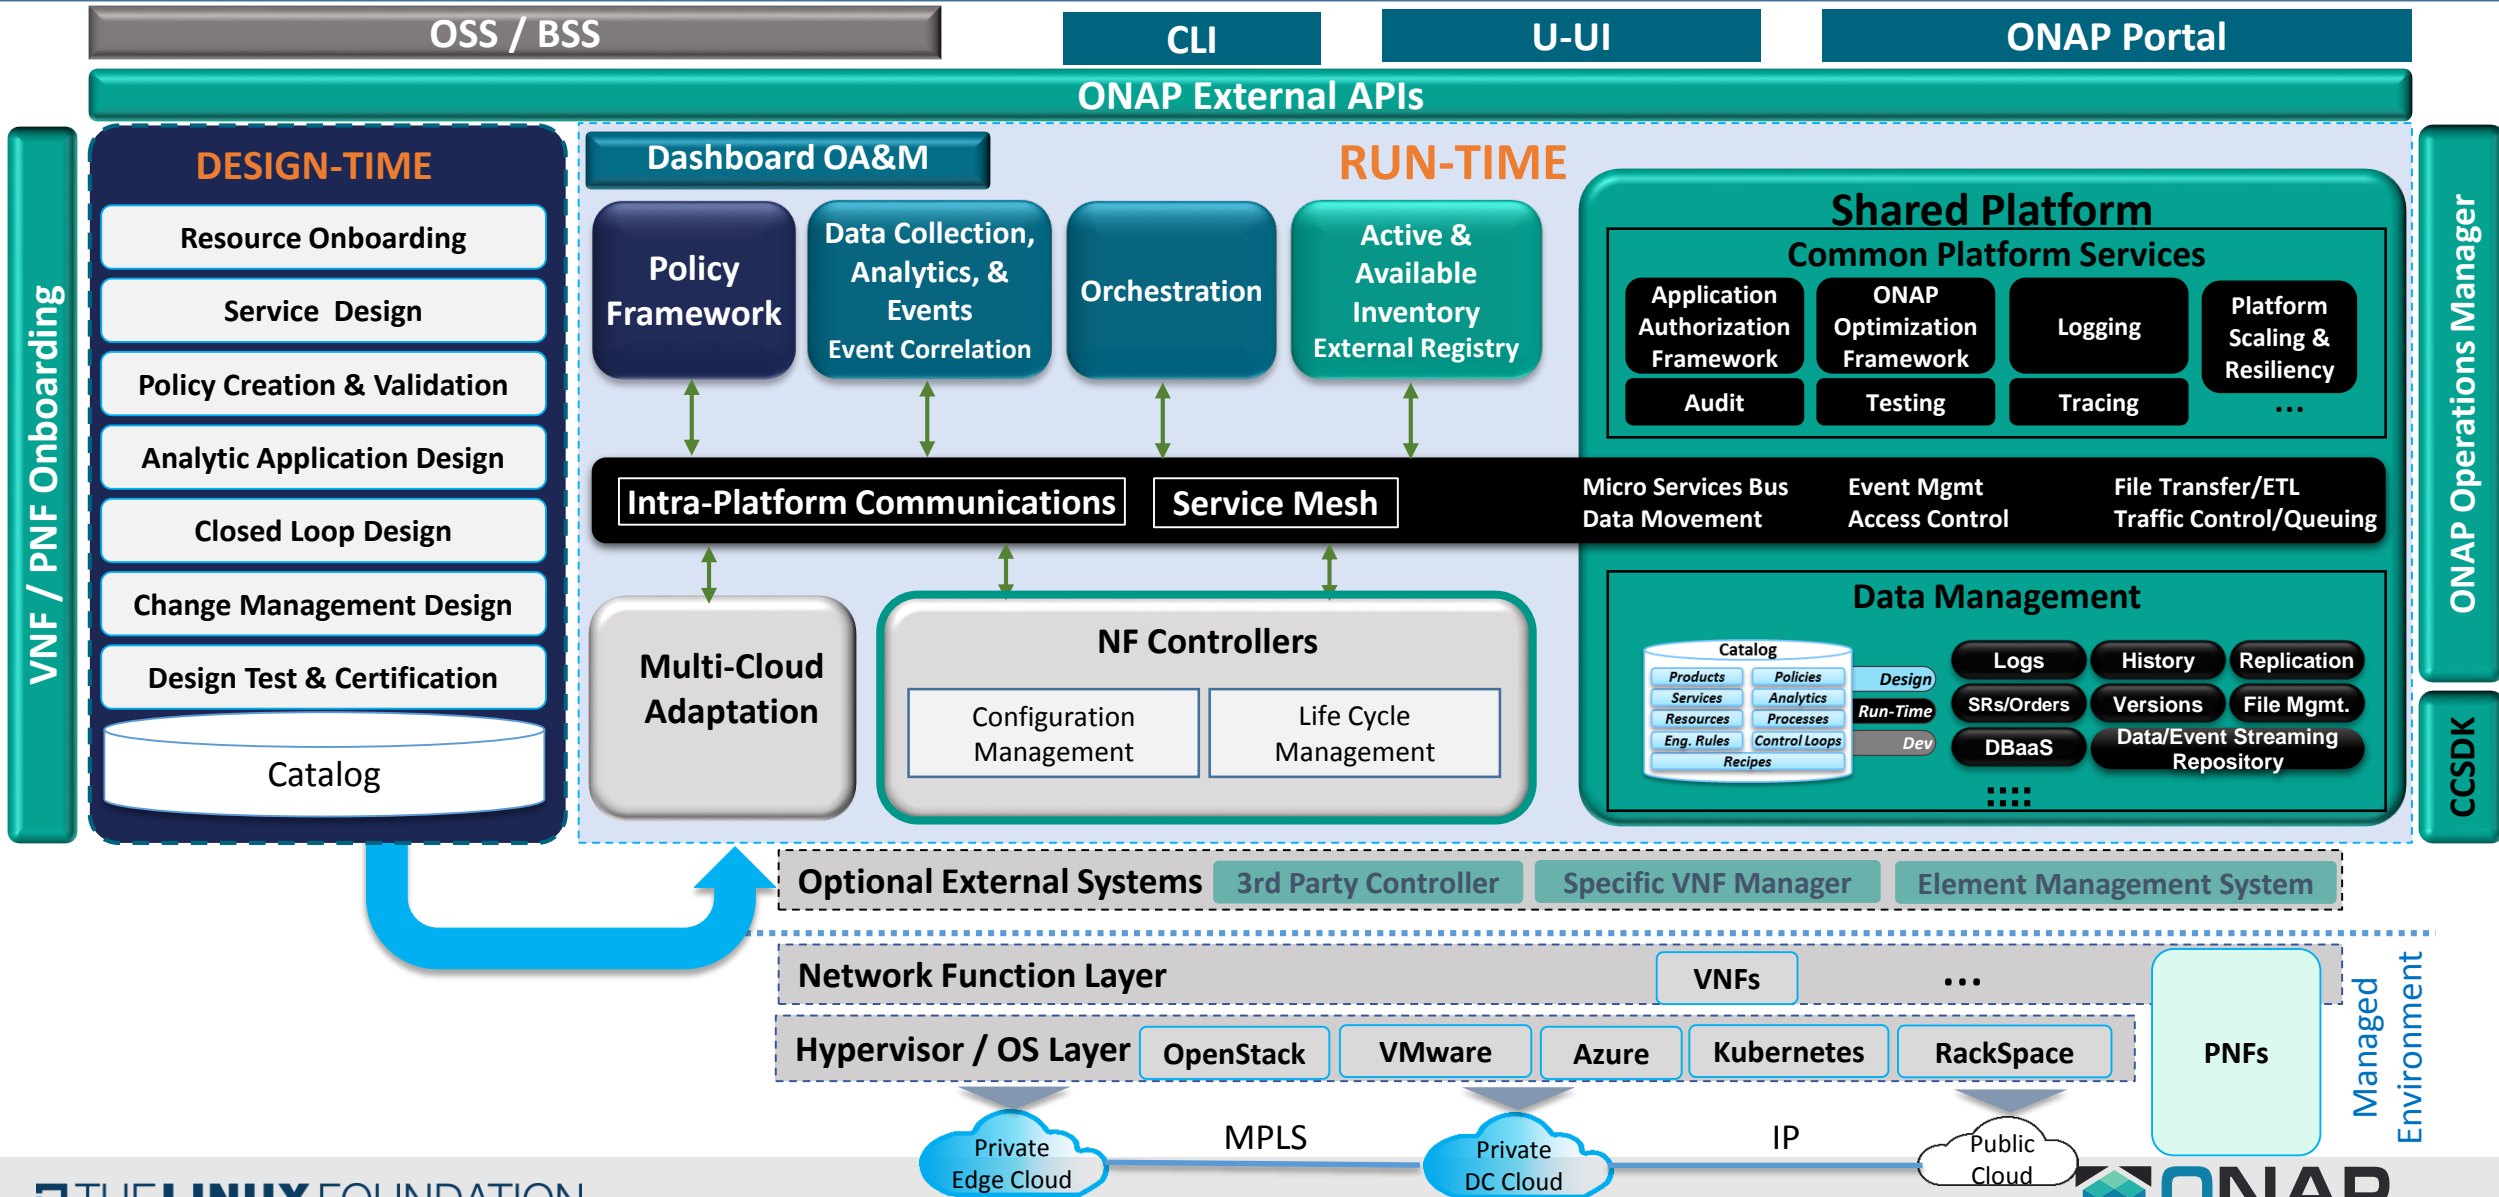 OSS / BSS
CLI
U-UI
ONAP Portal
ONAP External APIs
VNF / PNF Onboarding
DESIGN-TIME
Resource Onboarding
Service Design
Policy Creation & Validation
Analytic Application Design
Closed Loop Design
Change Management Design
Design Test & Certification
Catalog
Dashboard OA&M
RUN-TIME
Policy
Framework
Data Collection,
Analytics, &
Events
Event Correlation
Orchestration
Active &
Available
Inventory
External Registry
Shared Platform
Common Platform Services
Application
Authorization
Framework
ONAP
Optimization
Framework
Logging
Platform
Scaling &
Resiliency
Audit
Testing
Tracing
...
Intra-Platform Communications
Service Mesh
Micro Services Bus
Data Movement
Event Mgmt
Access Control
File Transfer/ETL
Traffic Control/Queuing
Multi-Cloud
Adaptation
NF Controllers
Configuration
Management
Life Cycle
Management
Data Management
Catalog
Products
Policies
Services
Analytics
Resources
Processes
Eng. Rules
Control Loops
Recipes
Design
Run-Time
Dev
Logs
History
Replication
SRs/Orders
Versions
File Mgmt.
DBaaS
Data/Event Streaming
Repository
::::
ONAP Operations Manager
CCSDK
Optional External Systems
3rd Party Controller
Specific VNF Manager
Element Management System
Network Function Layer
VNFs
...
Hypervisor / OS Layer
OpenStack
VMware
Azure
Kubernetes
RackSpace
PNFs
Managed
Environment
Private
Edge Cloud
MPLS
Private
DC Cloud
IP
Public
Cloud
THE LINUX FOUNDATION
ONAP